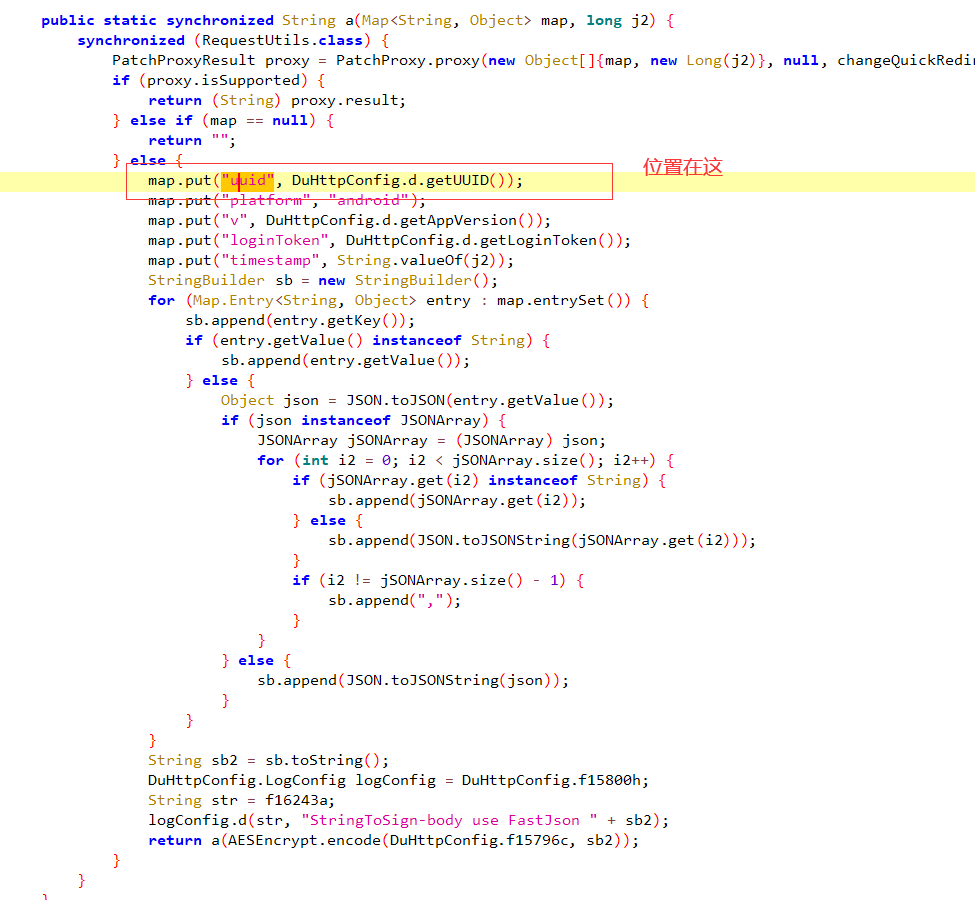 public static synchronized String a(Map<String, Object> map, long j2) {
synchronized (RequestUtils.class) {
PatchProxyResult proxy = PatchProxy.proxy(new Object[]{map, new Long(j2)}, null, changeQuickRedi
if (proxy.isSupported) {
return (String) proxy.result;
} else if (map == null) {
return "";
} else {
map.put("uuid", DuHttpConfig.d.getUUID()); 位置在这
map.put("platform", "android");
map.put("v", DuHttpConfig.d.getAppVersion());
map.put("loginToken", DuHttpConfig.d.getLoginToken());
map.put("timestamp", String.valueOf(j2));
StringBuilder sb = new StringBuilder();
for (Map.Entry<String, Object> entry : map.entrySet()) {
sb.append(entry.getKey());
if (entry.getValue() instanceof String) {
sb.append(entry.getValue());
} else {
Object json = JSON.toJSON(entry.getValue());
if (json instanceof JSONArray) {
JSONArray jSONArray = (JSONArray) json;
for (int i2 = 0; i2 < jSONArray.size(); i2++) {
if (jSONArray.get(i2) instanceof String) {
sb.append(jSONArray.get(i2));
} else {
sb.append(JSON.toJSONString(jSONArray.get(i2)));
}
if (i2 != jSONArray.size() - 1) {
sb.append(",");
}
}
} else {
sb.append(JSON.toJSONString(json));
}
}
}
String sb2 = sb.toString();
DuHttpConfig.LogConfig logConfig = DuHttpConfig.f15800h;
String str = f16243a;
logConfig.d(str, "StringToSign-body use FastJson " + sb2);
return a(AESEncrypt.encode(DuHttpConfig.f15796c, sb2));
}
}